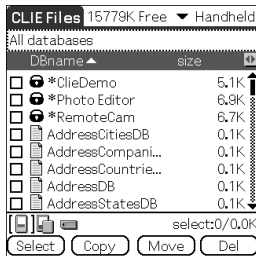 CLIE Files 15779K Free ▼ Handheld
All databases
DBname ▲ size
*ClieDemo 5.1K
*Photo Editor 6.9K
*RemoteCam 6.7K
AddressCitiesDB 0.1K
AddressCompani... 0.1K
AddressCountrie... 0.1K
AddressDB 0.1K
AddressStatesDB 0.1K
select:0/0.0K
Select Copy Move Del